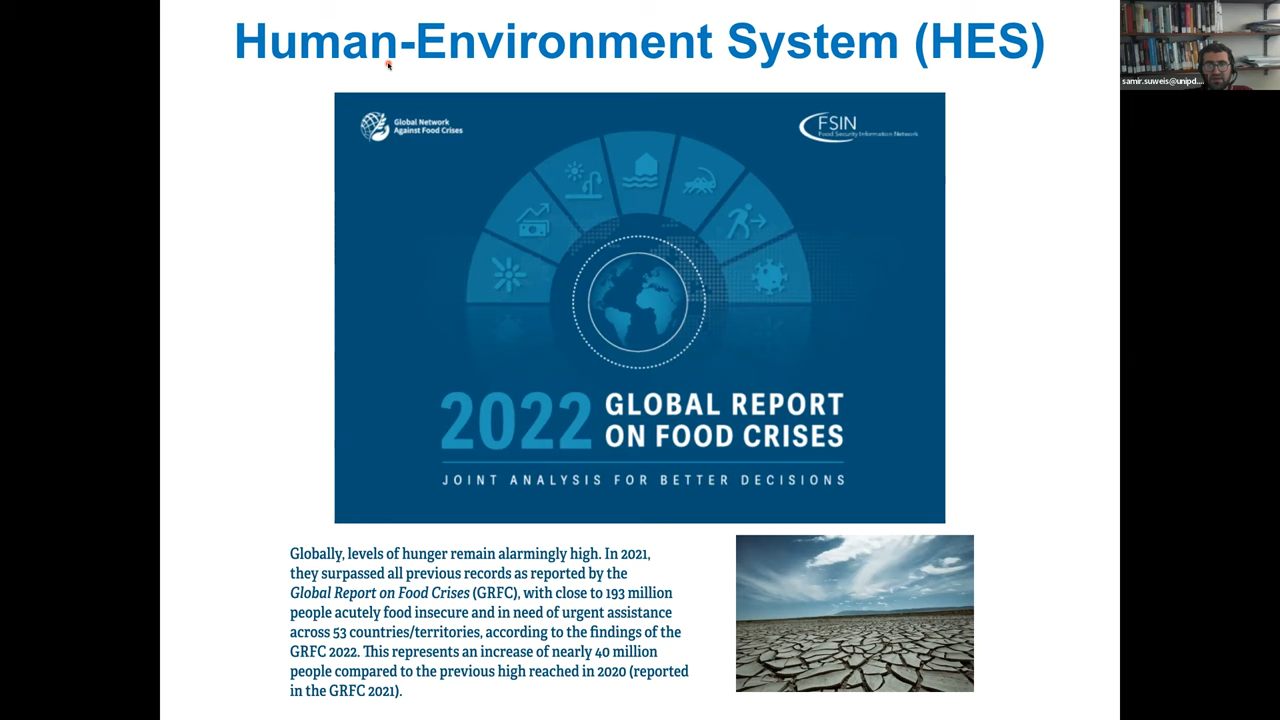 Human-Environment System (HES)
samir.suweis@unipd....
Global Network
Against Food Crises
FSIN
Food Security Information Network
2022 GLOBAL REPORT
ON FOOD CRISES
JOINT ANALYSIS FOR BETTER DECISIONS
Globally, levels of hunger remain alarmingly high. In 2021,
they surpassed all previous records as reported by the
Global Report on Food Crises (GRFC), with close to 193 million
people acutely food insecure and in need of urgent assistance
across 53 countries/territories, according to the findings of the
GRFC 2022. This represents an increase of nearly 40 million
people compared to the previous high reached in 2020 (reported
in the GRFC 2021).